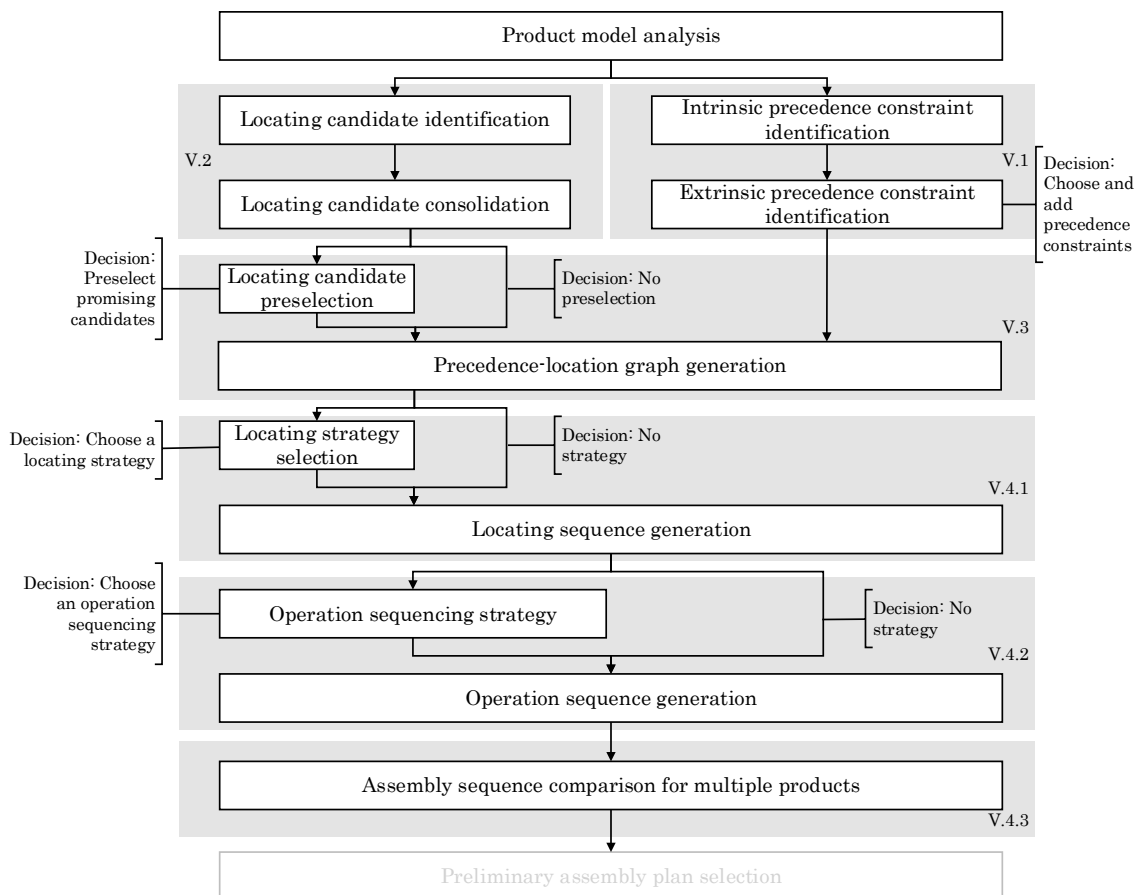 Product model analysis
Locating candidate identification
Intrinsic precedence constraint
identification
V.2
V.1
Decision:
Choose and
add
precedence
constraints
Locating candidate consolidation
Extrinsic precedence constraint
identification
Decision:
Preselect
promising
candidates
Locating candidate
preselection
Decision: No
preselection
V.3
Precedence-location graph generation
Decision: Choose a
locating strategy
Locating strategy
selection
Decision: No
strategy
V.4.1
Locating sequence generation
Decision: Choose
an operation
sequencing
strategy
Operation sequencing strategy
Decision: No
strategy
V.4.2
Operation sequence generation
Assembly sequence comparison for multiple products
V.4.3
Preliminary assembly plan selection